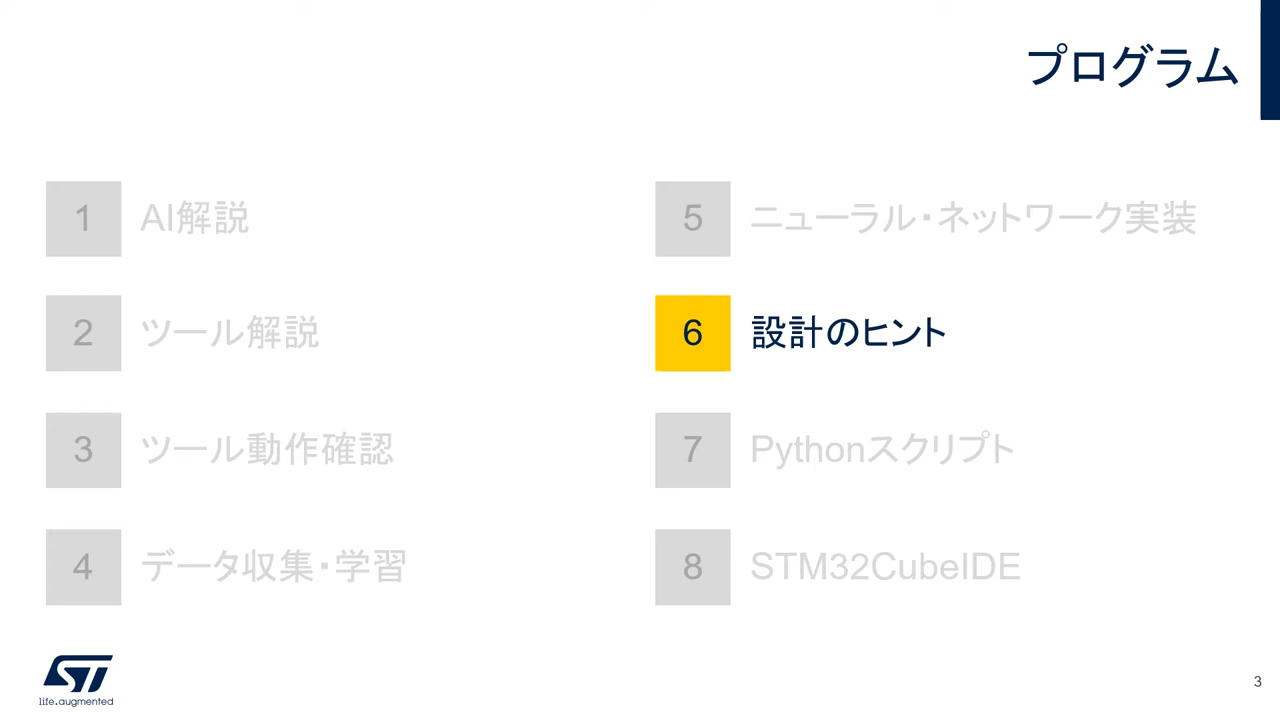 プログラム
1 AI解説
2 ツール解説
3 ツール動作確認
4 データ収集・学習
5 ニューラル・ネットワーク実装
6 設計のヒント
7 Pythonスクリプト
8 STM32CubeIDE
ST
life.augmented
3